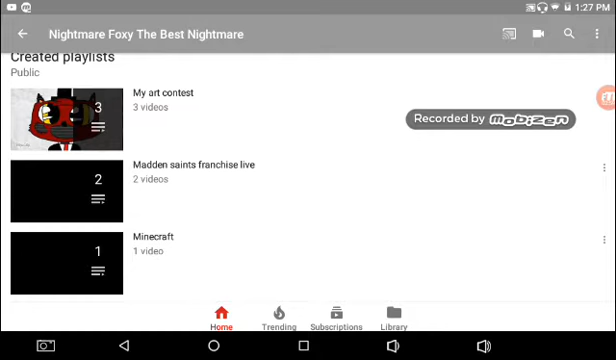 1:27 PM
Nightmare Foxy The Best Nightmare
Created playlists
Public
My art contest
3 videos
3
Recorded by mobizen
Madden saints franchise live
2 videos
2
Minecraft
1 video
1
Home
Trending
Subscriptions
Library